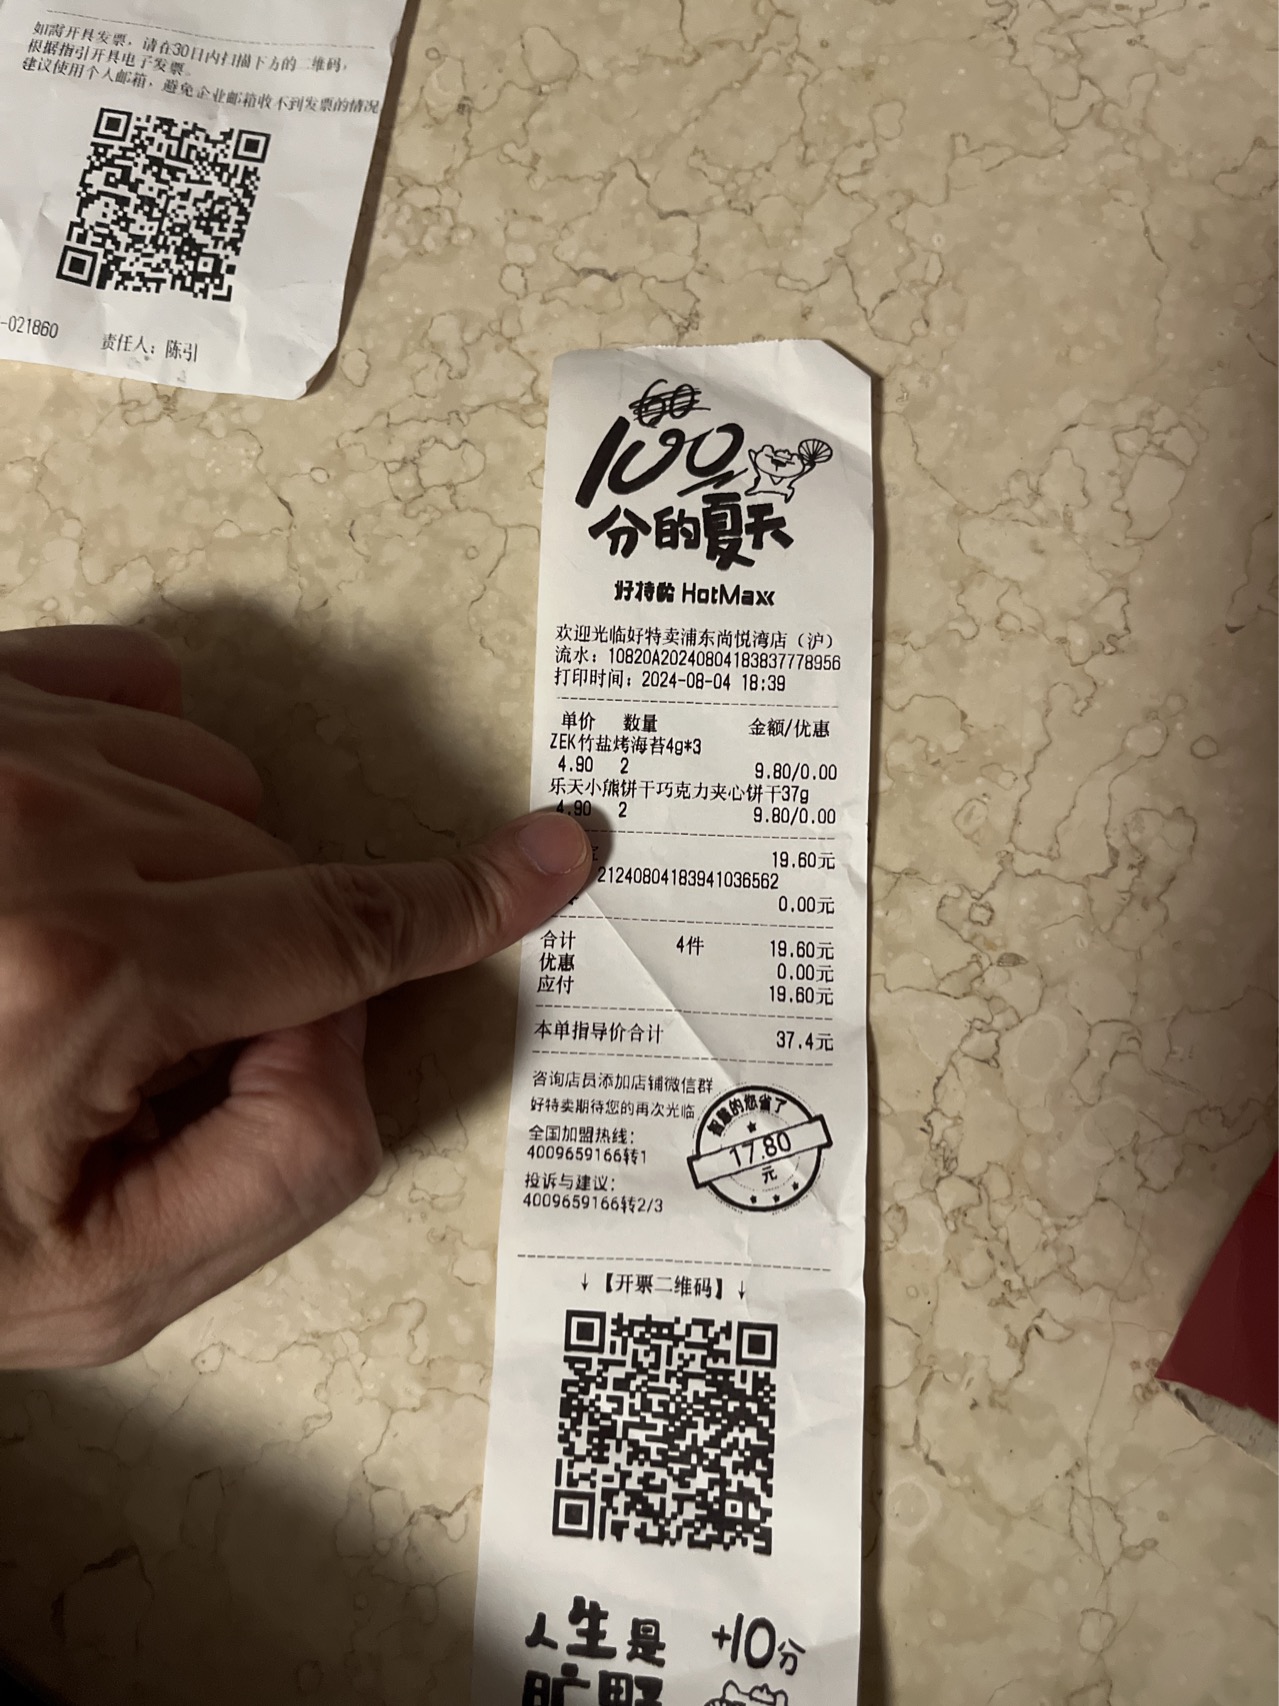 如需开具发票，请在30日内扫描下方的二维码，
根据指引开具电子发票。
建议使用个人邮箱，避免企业邮箱收不到发票的情况
-021860 责任人：陈引
60
100
分的夏天
好特卖 HotMaxx
欢迎光临好特卖浦东尚悦湾店（沪）
流水：10820A20240804183837778956
打印时间：2024-08-04 18:39
单价 数量 金额/优惠
ZEK竹盐烤海苔4g*3
4.90 2 9.80/0.00
乐天小熊饼干巧克力夹心饼干37g
4.90 2 9.80/0.00
19.60元
21240804183941036562
0.00元
合计 4件 19.60元
优惠 0.00元
应付 19.60元
本单指导价合计 37.4元
咨询店员添加店铺微信群
好特卖期待您的再次光临
全国加盟热线：
4009659166转1
投诉与建议：
4009659166转2/3
聪明的您省了
17.80
元
↓【开票二维码】↓
人生是 +10分
旷野